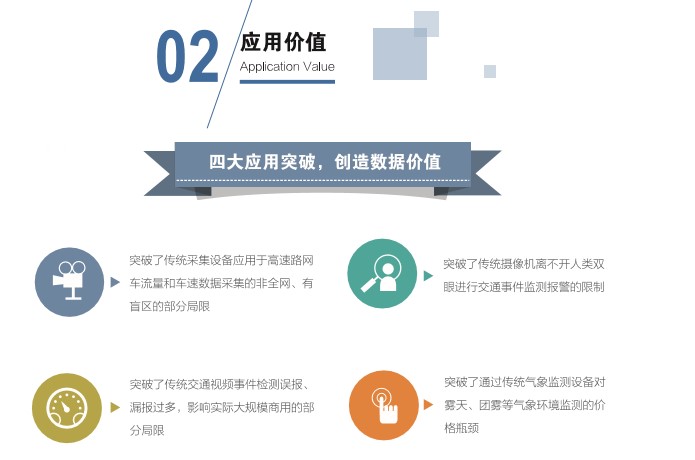 02
应用价值
Application Value
四大应用突破，创造数据价值
突破了传统采集设备应用于高速路网
车流量和车速数据采集的非全网、有
盲区的部分局限
突破了传统摄像机离不开人类双
眼进行交通事件监测报警的限制
突破了传统交通视频事件检测误报、
漏报过多，影响实际大规模商用的部
分局限
突破了通过传统气象监测设备对
雾天、团雾等气象环境监测的价
格瓶颈